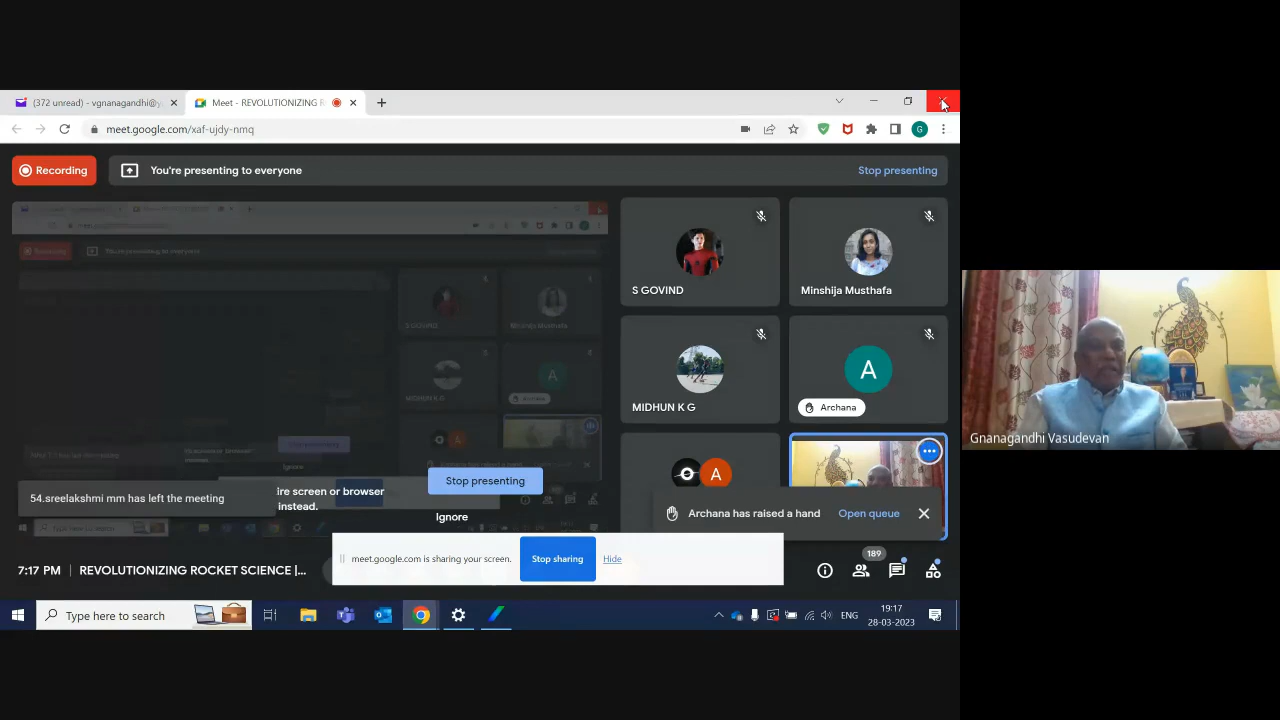 (372 unread) - vgnanagandhi@y
Meet - REVOLUTIONIZING R
meet.google.com/xaf-ujdy-nmq
G
Recording
You're presenting to everyone
Stop presenting
S GOVIND
Minshija Musthafa
MIDHUN K G
A
Archana
A
Gnanagandhi Vasudevan
Stop presenting
54.sreelakshmi mm has left the meeting
ire screen or browser
instead.
Ignore
Archana has raised a hand
Open queue
meet.google.com is sharing your screen.
Stop sharing
Hide
189
7:17 PM | REVOLUTIONIZING ROCKET SCIENCE |...
Type here to search
ENG
19:17
28-03-2023